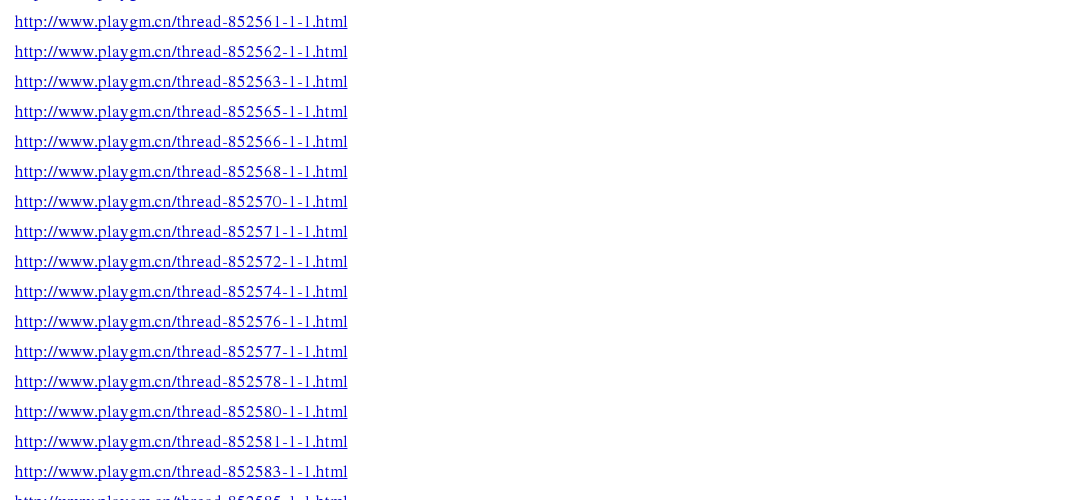 http://www.playgm.cn/thread-852561-1-1.html
http://www.playgm.cn/thread-852562-1-1.html
http://www.playgm.cn/thread-852563-1-1.html
http://www.playgm.cn/thread-852565-1-1.html
http://www.playgm.cn/thread-852566-1-1.html
http://www.playgm.cn/thread-852568-1-1.html
http://www.playgm.cn/thread-852570-1-1.html
http://www.playgm.cn/thread-852571-1-1.html
http://www.playgm.cn/thread-852572-1-1.html
http://www.playgm.cn/thread-852574-1-1.html
http://www.playgm.cn/thread-852576-1-1.html
http://www.playgm.cn/thread-852577-1-1.html
http://www.playgm.cn/thread-852578-1-1.html
http://www.playgm.cn/thread-852580-1-1.html
http://www.playgm.cn/thread-852581-1-1.html
http://www.playgm.cn/thread-852583-1-1.html